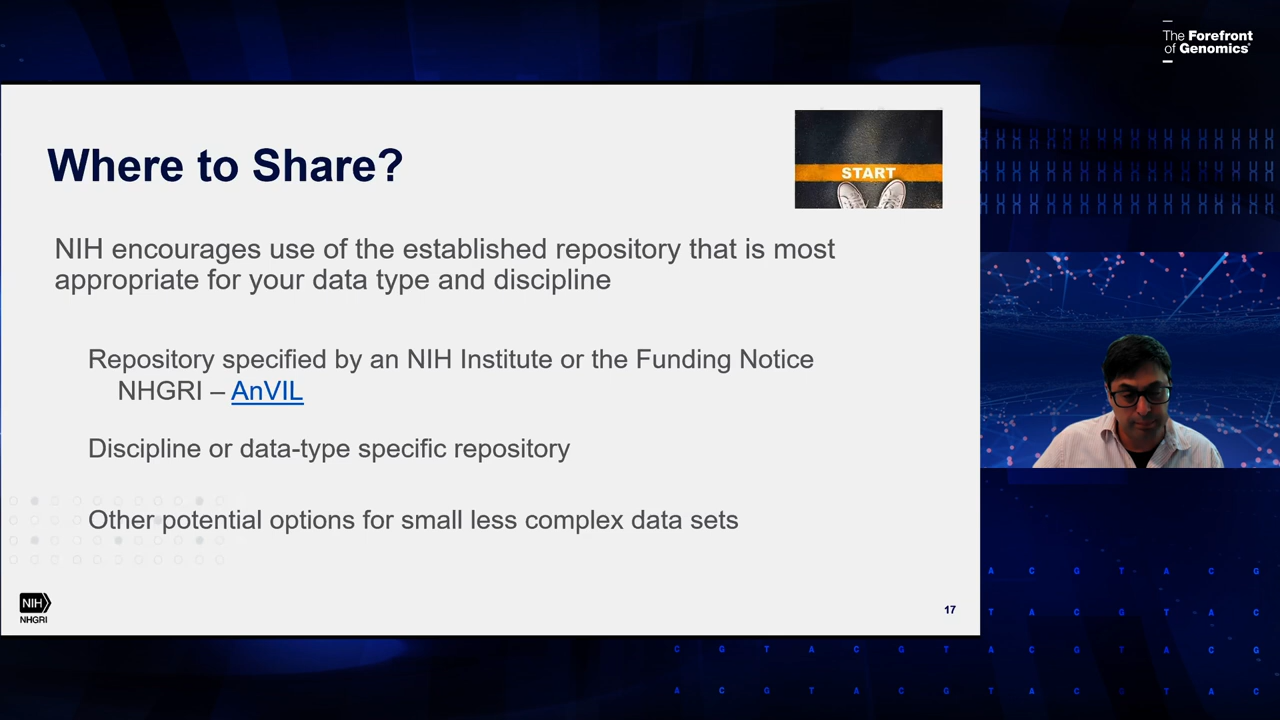 The Forefront
of Genomics®
Where to Share?
START
NIH encourages use of the established repository that is most
appropriate for your data type and discipline
Repository specified by an NIH Institute or the Funding Notice
NHGRI – AnVIL
Discipline or data-type specific repository
Other potential options for small less complex data sets
NIH
NHGRI
17
A C G T A C G
T A C G T A C
C G T A C G T A C G T A C G
A C G T A C G T A C G T A C